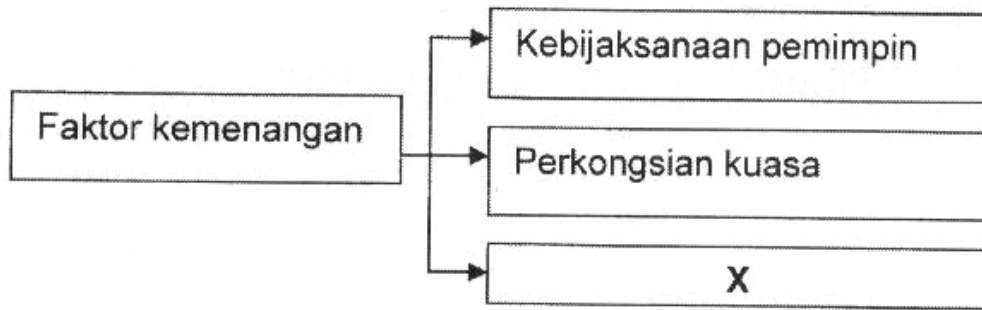 Kebijaksanaan pemimpin
Faktor kemenangan
Perkongsian kuasa
X